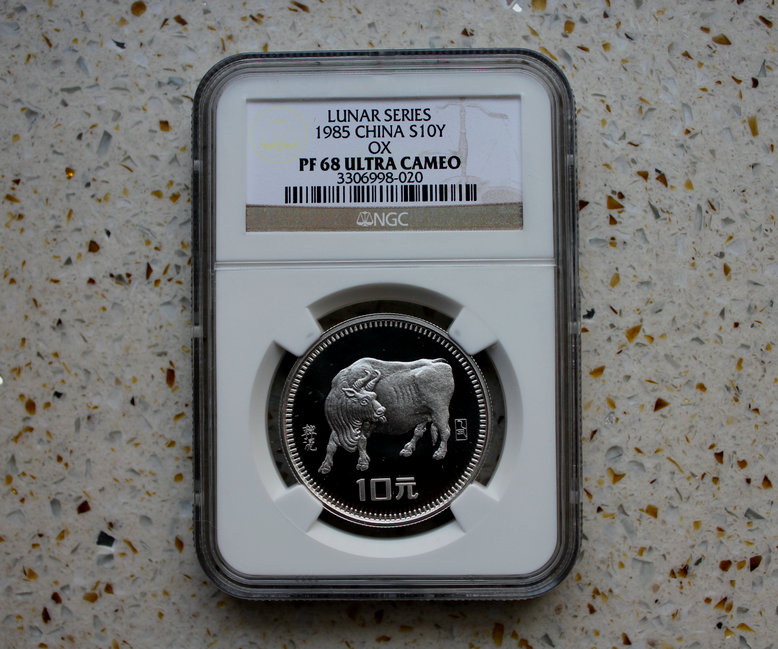 LUNAR SERIES
1985 CHINA S10Y
OX
PF 68 ULTRA CAMEO
3306998-020
NGC
10元